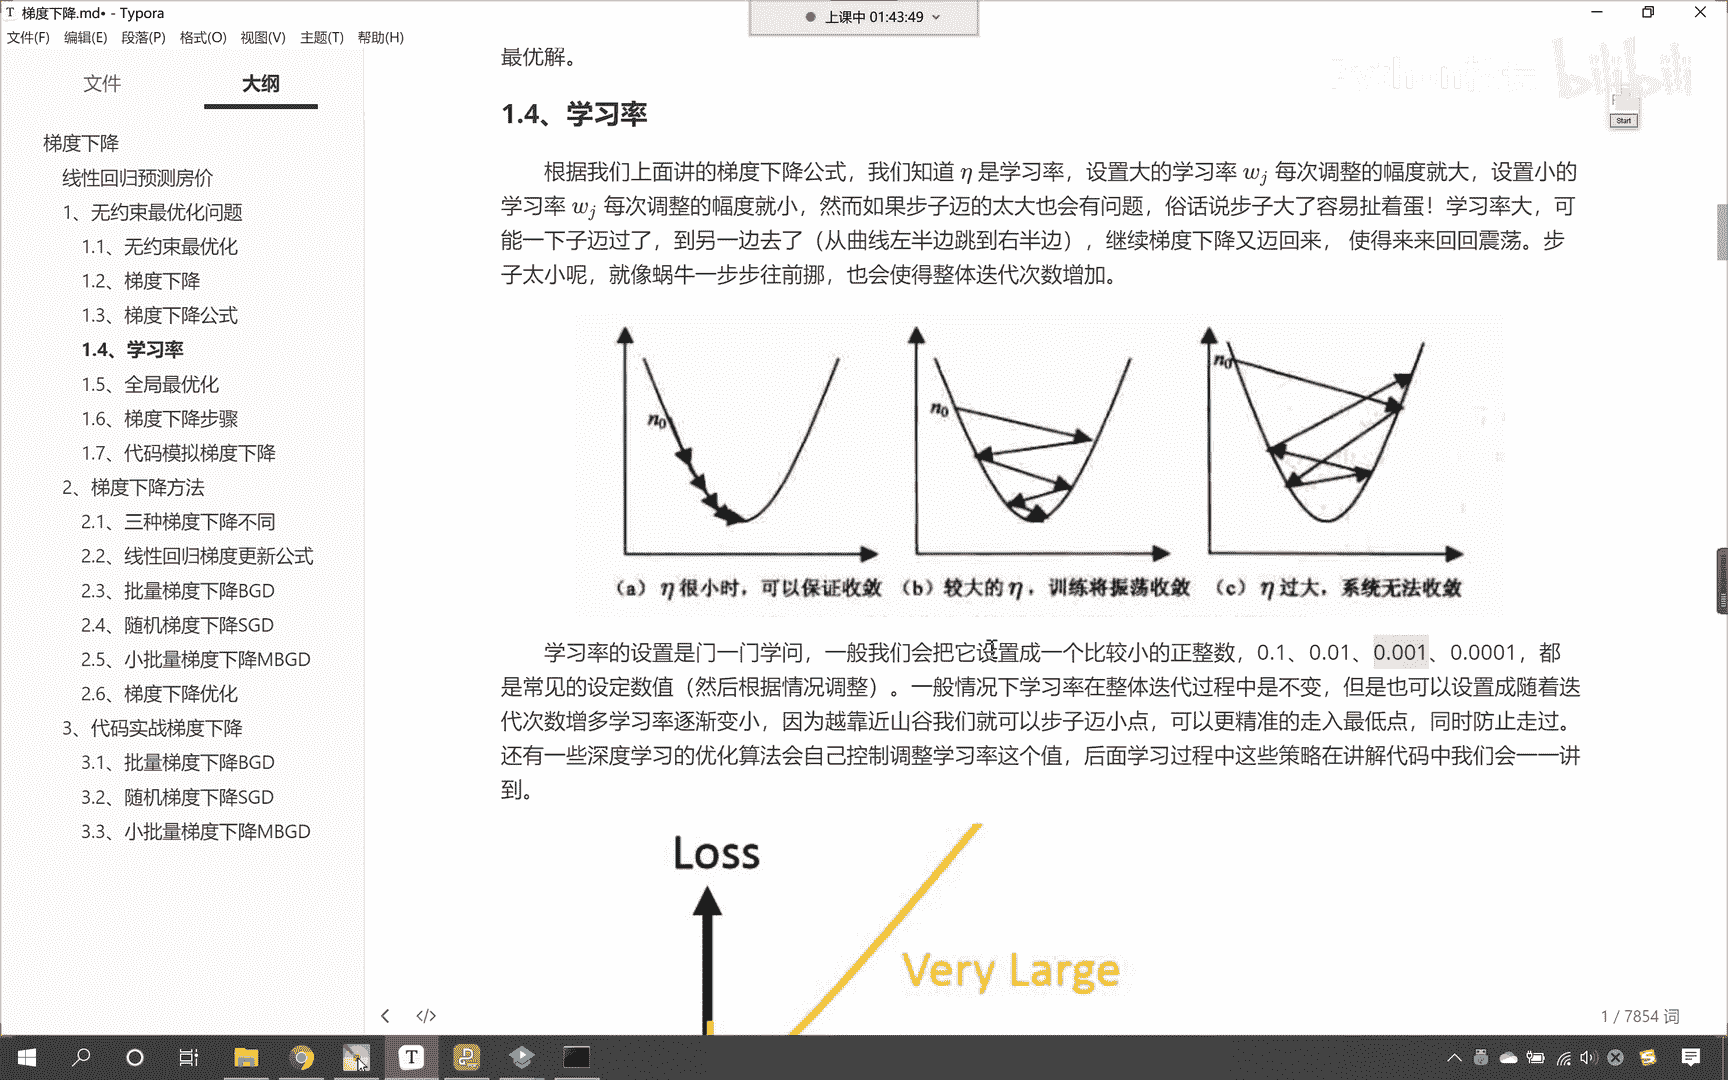 梯度下降.md• - Typora
上课中 01:43:49
文件(F) 编辑(E) 段落(P) 格式(O) 视图(V) 主题(T) 帮助(H)
文件 大纲
梯度下降
线性回归预测房价
1、无约束最优化问题
1.1、无约束最优化
1.2、梯度下降
1.3、梯度下降公式
1.4、学习率
1.5、全局最优化
1.6、梯度下降步骤
1.7、代码模拟梯度下降
2、梯度下降方法
2.1、三种梯度下降不同
2.2、线性回归梯度更新公式
2.3、批量梯度下降BGD
2.4、随机梯度下降SGD
2.5、小批量梯度下降MBGD
2.6、梯度下降优化
3、代码实战梯度下降
3.1、批量梯度下降BGD
3.2、随机梯度下降SGD
3.3、小批量梯度下降MBGD
最优解。
bilibili
Start
1.4、学习率
根据我们上面讲的梯度下降公式，我们知道 η 是学习率，设置大的学习率 wj 每次调整的幅度就大，设置小的
学习率 wj 每次调整的幅度就小，然而如果步子迈的太大也会有问题，俗话说步子大了容易扯着蛋！学习率大，可
能一下子迈过了，到另一边去了（从曲线左半边跳到右半边），继续梯度下降又迈回来， 使得来来回回震荡。步
子太小呢，就像蜗牛一步步往前挪，也会使得整体迭代次数增加。
n0 n0 n0
（a）η 很小时，可以保证收敛 （b）较大的 η，训练将振荡收敛 （c）η 过大，系统无法收敛
学习率的设置是门一门学问，一般我们会把它设置成一个比较小的正整数，0.1、0.01、0.001、0.0001，都
是常见的设定数值（然后根据情况调整）。一般情况下学习率在整体迭代过程中是不变，但是也可以设置成随着迭
代次数增多学习率逐渐变小，因为越靠近山谷我们就可以步子迈小点，可以更精准的走入最低点，同时防止走过。
还有一些深度学习的优化算法会自己控制调整学习率这个值，后面学习过程中这些策略在讲解代码中我们会一一讲
到。
Loss
Very Large
1 / 7854 词